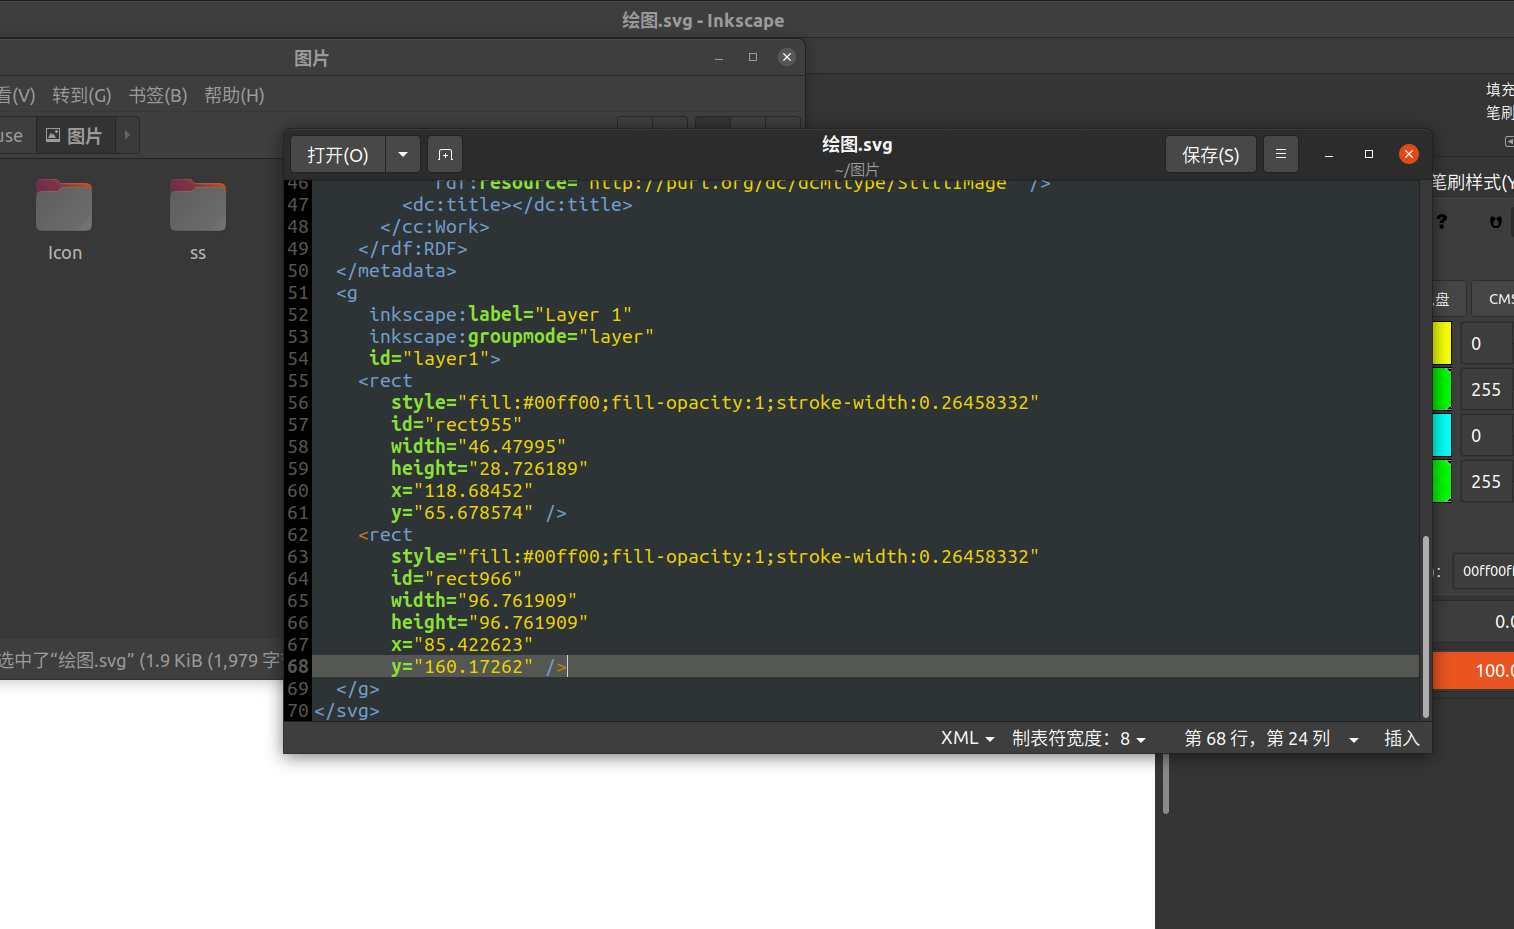 绘图.svg - Inkscape
图片
看(V) 转到(G) 书签(B) 帮助(H)
use 图片
Icon
ss
选中了“绘图.svg” (1.9 KiB (1,979 字
打开(O)
绘图.svg
~/图片
保存(S)
46 rdf:resource="http://purl.org/dc/dcmitype/StillImage" />
47 <dc:title></dc:title>
48 </cc:Work>
49 </rdf:RDF>
50 </metadata>
51 <g
52 inkscape:label="Layer 1"
53 inkscape:groupmode="layer"
54 id="layer1">
55 <rect
56 style="fill:#00ff00;fill-opacity:1;stroke-width:0.26458332"
57 id="rect955"
58 width="46.47995"
59 height="28.726189"
60 x="118.68452"
61 y="65.678574" />
62 <rect
63 style="fill:#00ff00;fill-opacity:1;stroke-width:0.26458332"
64 id="rect966"
65 width="96.761909"
66 height="96.761909"
67 x="85.422623"
68 y="160.17262" />
69 </g>
70 </svg>
XML 制表符宽度：8 第 68 行，第 24 列 插入
填充
笔刷
笔刷样式(Y
?
盘 CMS
0
255
0
255
: 00ff00ff
0.0
100.0